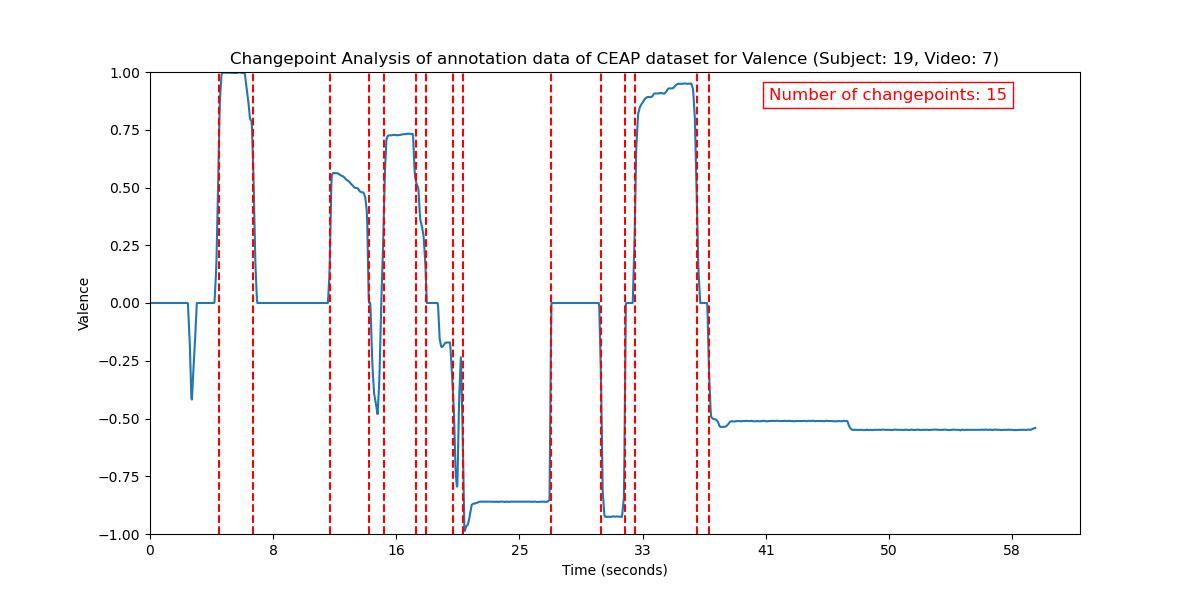 Changepoint Analysis of annotation data of CEAP dataset for Valence (Subject: 19, Video: 7)
Number of changepoints: 15
Valence
1.00
0.75
0.50
0.25
0.00
−0.25
−0.50
−0.75
−1.00
0 8 16 25 33 41 50 58
Time (seconds)